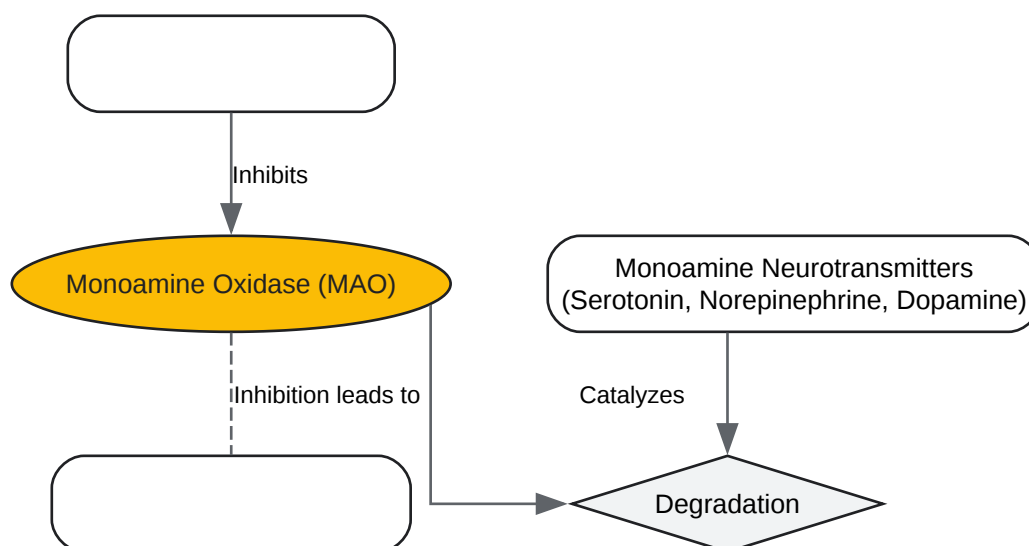 Inhibits
Monoamine Oxidase (MAO)
Monoamine Neurotransmitters
(Serotonin, Norepinephrine, Dopamine)
Inhibition leads to
Catalyzes
Degradation